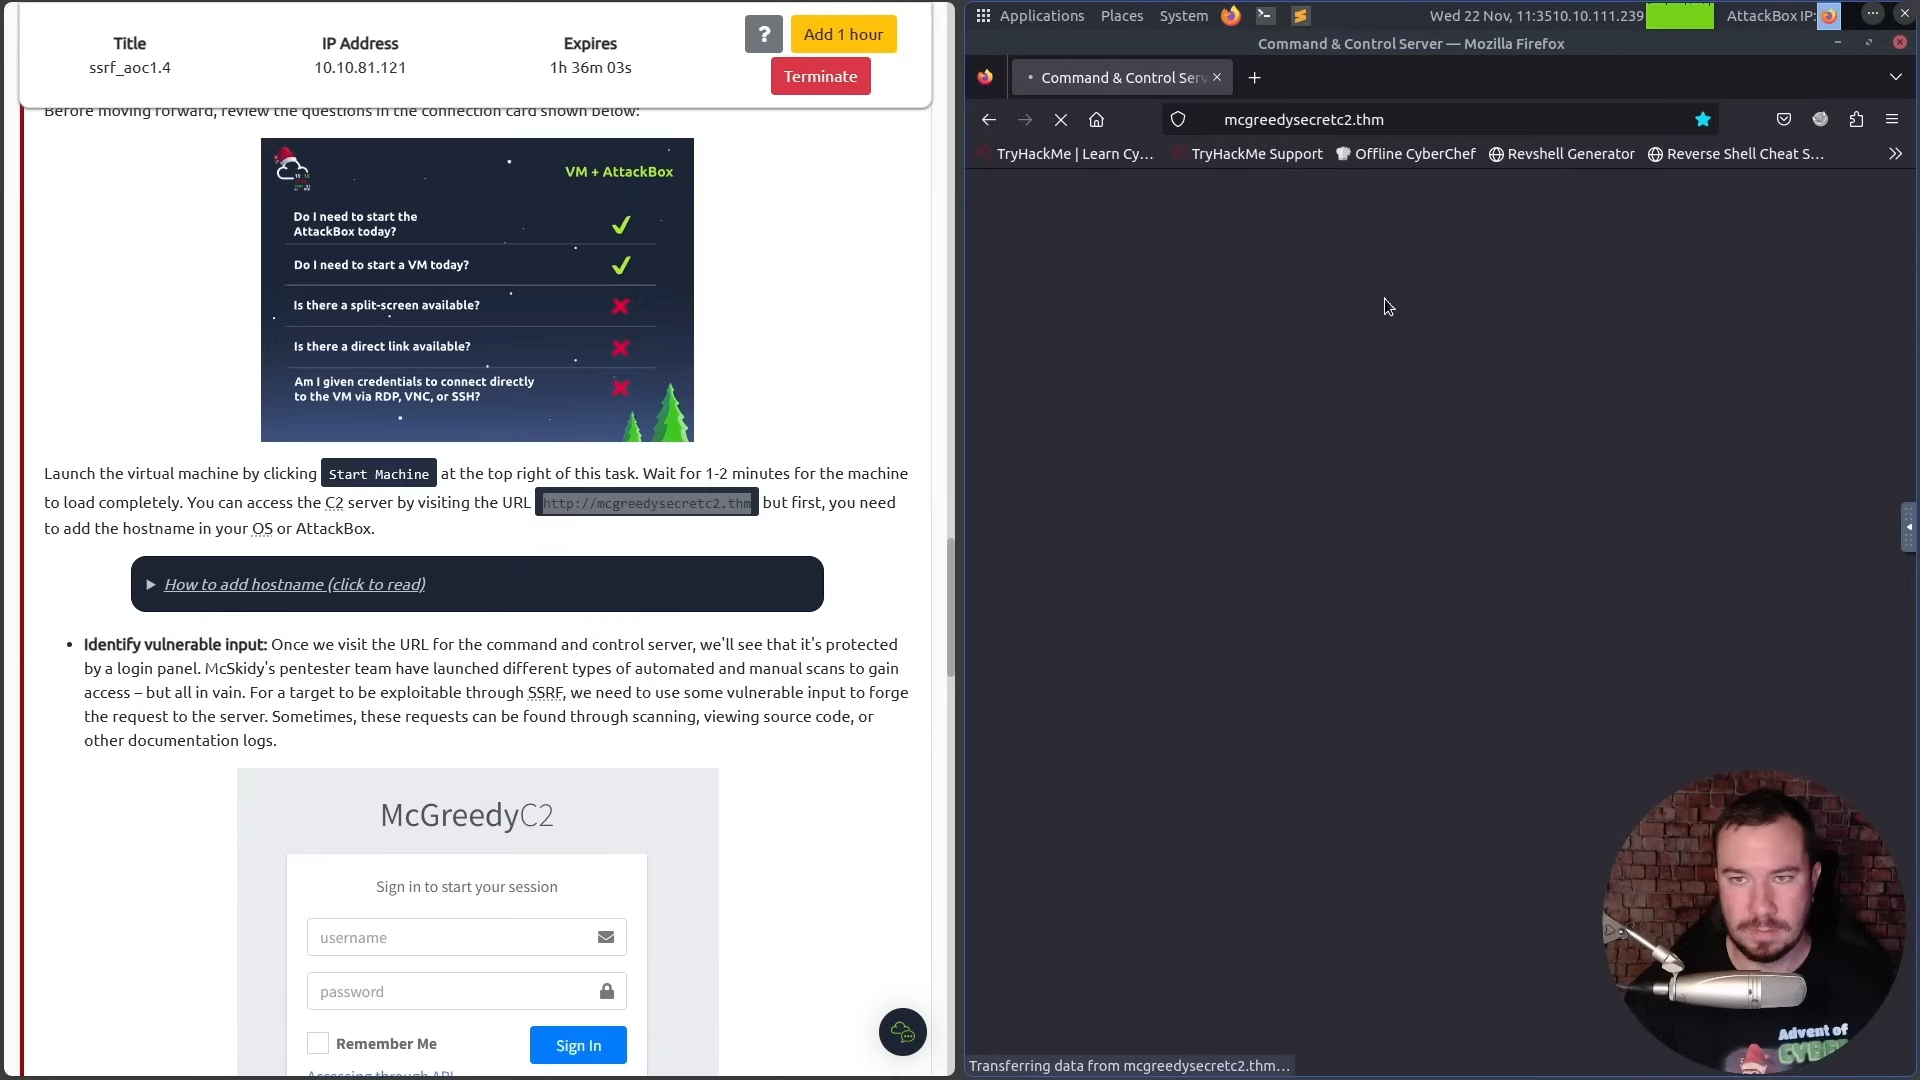 Title
ssrf_aoc1.4
IP Address
10.10.81.121
Expires
1h 36m 03s
?
Add 1 hour
Terminate
Before moving forward, review the questions in the connection card shown below:
VM + AttackBox
Do I need to start the
AttackBox today?
Do I need to start a VM today?
Is there a split-screen available?
Is there a direct link available?
Am I given credentials to connect directly
to the VM via RDP, VNC, or SSH?
Launch the virtual machine by clicking Start Machine at the top right of this task. Wait for 1-2 minutes for the machine
to load completely. You can access the C2 server by visiting the URL http://mcgreedysecretc2.thm but first, you need
to add the hostname in your OS or AttackBox.
How to add hostname (click to read)
• Identify vulnerable input: Once we visit the URL for the command and control server, we'll see that it's protected
by a login panel. McSkidy's pentester team have launched different types of automated and manual scans to gain
access – but all in vain. For a target to be exploitable through SSRF, we need to use some vulnerable input to forge
the request to the server. Sometimes, these requests can be found through scanning, viewing source code, or
other documentation logs.
McGreedyC2
Sign in to start your session
username
password
Remember Me
Sign In
Accessing through API
Applications Places System
Wed 22 Nov, 11:35
10.10.111.239
AttackBox IP:
Command & Control Server — Mozilla Firefox
Command & Control Serv
mcgreedysecretc2.thm
TryHackMe | Learn Cy…
TryHackMe Support
Offline CyberChef
Revshell Generator
Reverse Shell Cheat S…
Advent of
CYBER
Transferring data from mcgreedysecretc2.thm…